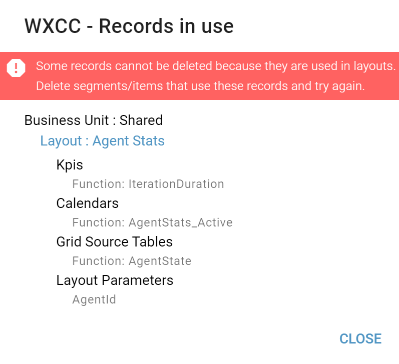 WXCC - Records in use
Some records cannot be deleted because they are used in layouts.
Delete segments/items that use these records and try again.
Business Unit : Shared
Layout : Agent Stats
Kpis
Function: IterationDuration
Calendars
Function: AgentStats_Active
Grid Source Tables
Function: AgentState
Layout Parameters
AgentId
CLOSE